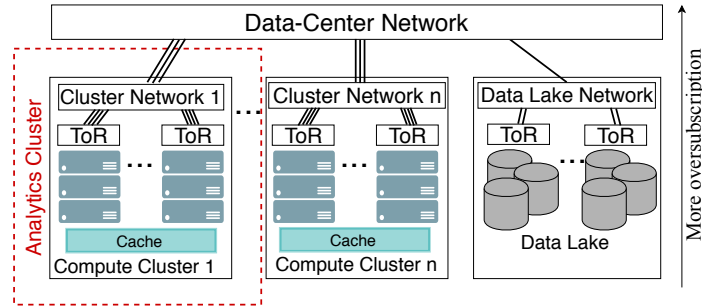 Data-Center Network
Analytics Cluster
Cluster Network 1
ToR
...
ToR
Cache
Compute Cluster 1
...
Cluster Network n
ToR
...
ToR
Cache
Compute Cluster n
Data Lake Network
ToR
ToR
...
Data Lake
More oversubscription